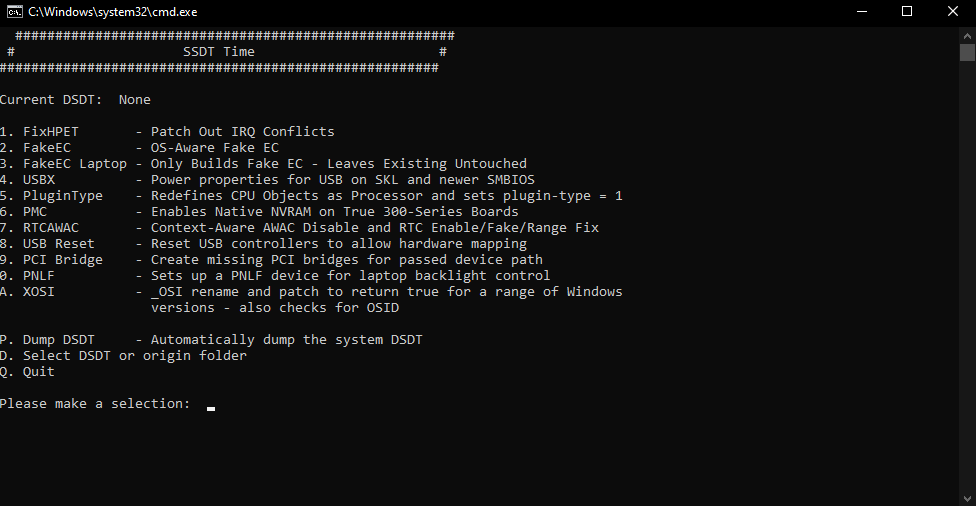 C:\Windows\system32\cmd.exe
#######################################################
# SSDT Time #
#######################################################
Current DSDT: None
1. FixHPET - Patch Out IRQ Conflicts
2. FakeEC - OS-Aware Fake EC
3. FakeEC Laptop - Only Builds Fake EC - Leaves Existing Untouched
4. USBX - Power properties for USB on SKL and newer SMBIOS
5. PluginType - Redefines CPU Objects as Processor and sets plugin-type = 1
6. PMC - Enables Native NVRAM on True 300-Series Boards
7. RTCAWAC - Context-Aware AWAC Disable and RTC Enable/Fake/Range Fix
8. USB Reset - Reset USB controllers to allow hardware mapping
9. PCI Bridge - Create missing PCI bridges for passed device path
0. PNLF - Sets up a PNLF device for laptop backlight control
A. XOSI - _OSI rename and patch to return true for a range of Windows
versions - also checks for OSID
P. Dump DSDT - Automatically dump the system DSDT
D. Select DSDT or origin folder
Q. Quit
Please make a selection: